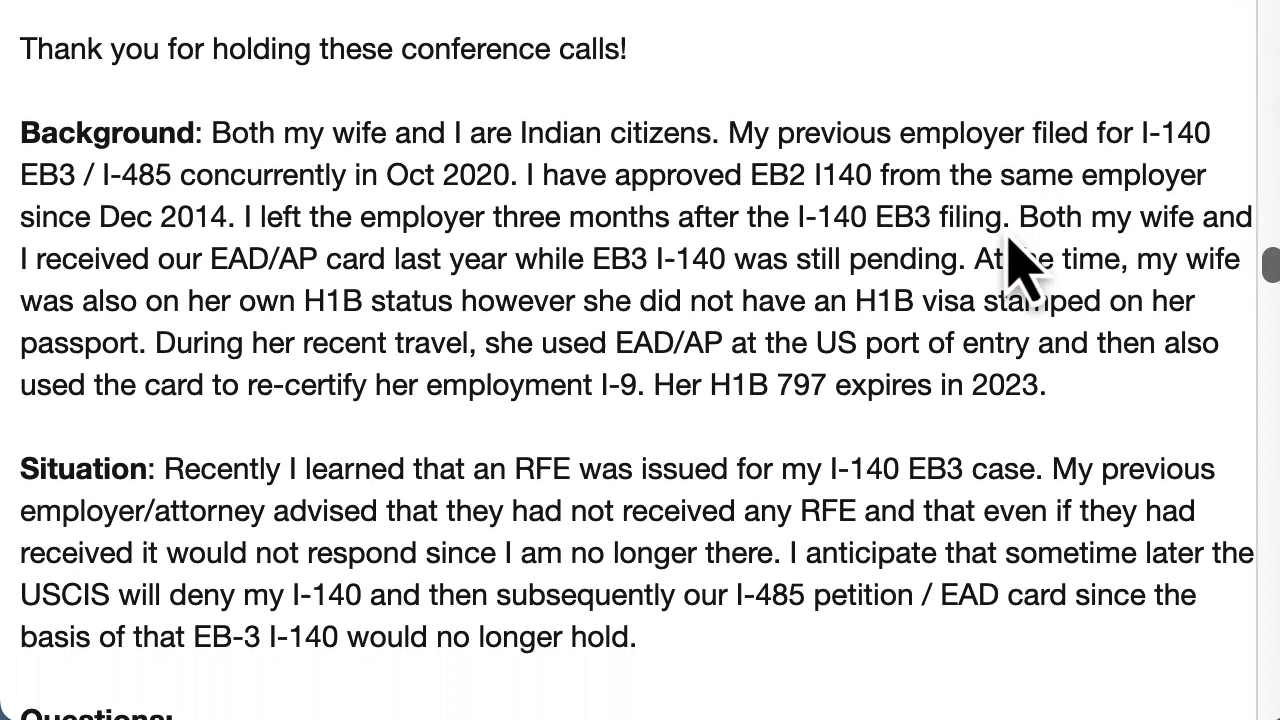 Thank you for holding these conference calls!
Background: Both my wife and I are Indian citizens. My previous employer filed for I-140
EB3 / I-485 concurrently in Oct 2020. I have approved EB2 I140 from the same employer
since Dec 2014. I left the employer three months after the I-140 EB3 filing. Both my wife and
I received our EAD/AP card last year while EB3 I-140 was still pending. At the time, my wife
was also on her own H1B status however she did not have an H1B visa stamped on her
passport. During her recent travel, she used EAD/AP at the US port of entry and then also
used the card to re-certify her employment I-9. Her H1B 797 expires in 2023.
Situation: Recently I learned that an RFE was issued for my I-140 EB3 case. My previous
employer/attorney advised that they had not received any RFE and that even if they had
received it would not respond since I am no longer there. I anticipate that sometime later the
USCIS will deny my I-140 and then subsequently our I-485 petition / EAD card since the
basis of that EB-3 I-140 would no longer hold.
Questions: